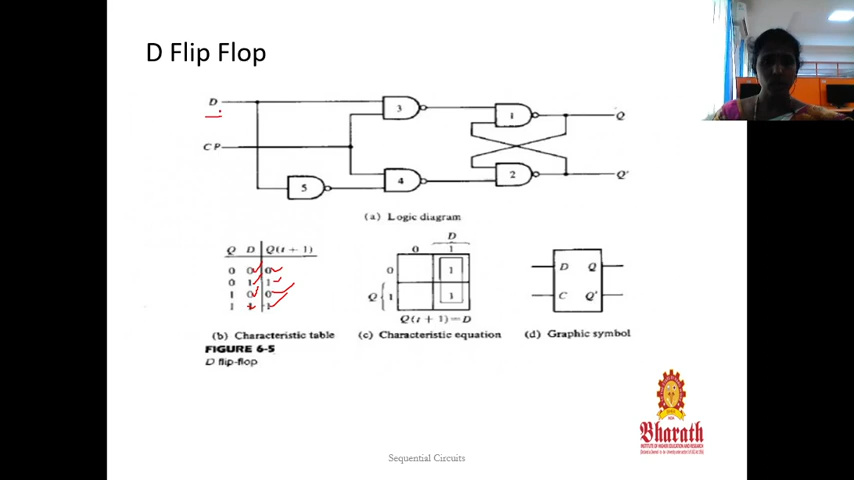 D Flip Flop
D
3
1
Q
CP
5
4
2
Q'
(a) Logic diagram
Q D Q(t + 1)
0 0 0
0 1 1
1 0 0
1 1 1
D
0 1
0 1
Q 1 1
Q(t + 1) = D
D Q
C Q'
(b) Characteristic table
(c) Characteristic equation
(d) Graphic symbol
FIGURE 6-5
D flip-flop
Bharath
Sequential Circuits